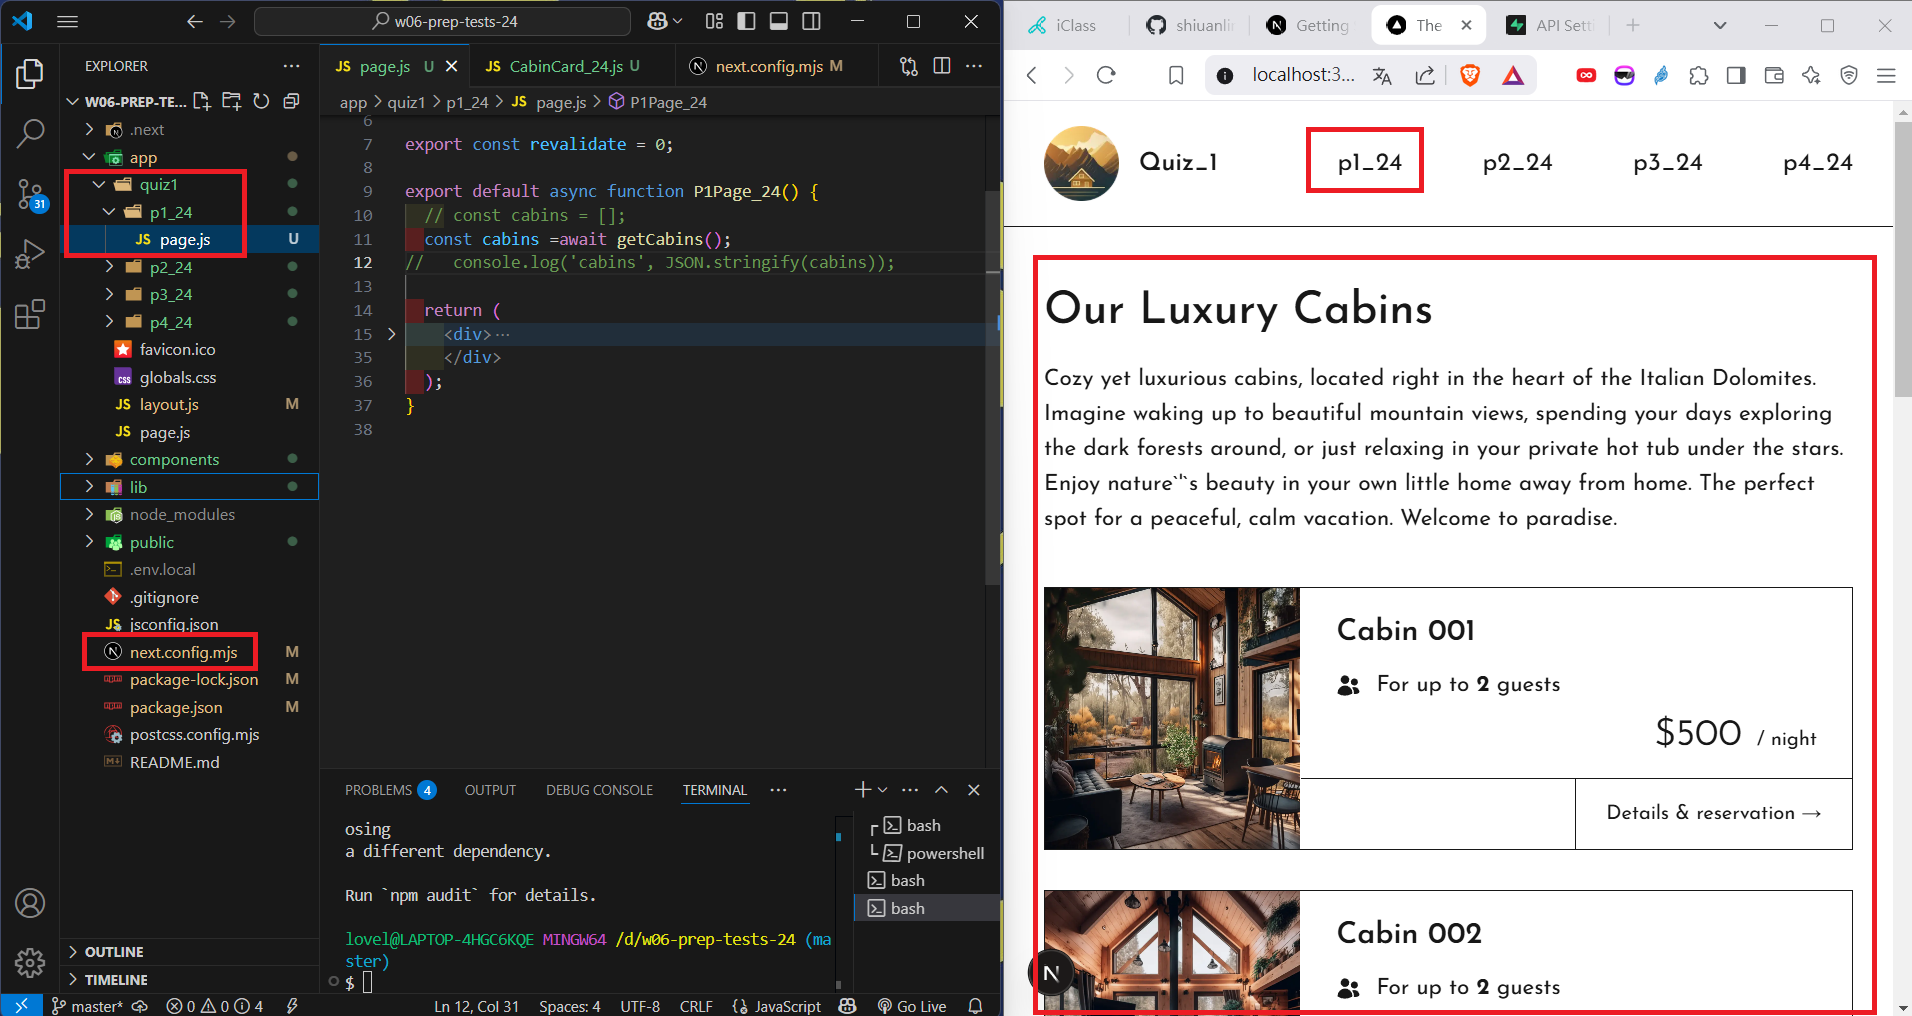 w06-prep-tests-24
EXPLORER
W06-PREP-TE...
.next
app
quiz1
p1_24
JS page.js U
p2_24
p3_24
p4_24
favicon.ico
css globals.css
JS layout.js M
JS page.js
components
lib
node_modules
public
.env.local
.gitignore
JS jsconfig.json
N next.config.mjs M
package-lock.json M
package.json M
postcss.config.mjs
README.md
OUTLINE
TIMELINE
31
JS page.js U
JS CabinCard_24.js U
N next.config.mjs M
app > quiz1 > p1_24 > JS page.js > P1Page_24
6
7 export const revalidate = 0;
8
9 export default async function P1Page_24() {
10 // const cabins = [];
11 const cabins =await getCabins();
12 //   console.log('cabins', JSON.stringify(cabins));
13
14 return (
15 <div>···
35 </div>
36 );
37 }
38
PROBLEMS 4 OUTPUT DEBUG CONSOLE TERMINAL
osing
a different dependency.
Run `npm audit` for details.
lovel@LAPTOP-4HGC6KQE MINGW64 /d/w06-prep-tests-24 (ma
ster)
$
bash
powershell
bash
bash
master* 0 0 4
Ln 12, Col 31 Spaces: 4 UTF-8 CRLF JavaScript Go Live
iClass
shiuanlin
Getting
The
API Sett
localhost:3...
Quiz_1 p1_24 p2_24 p3_24 p4_24
Our Luxury Cabins
Cozy yet luxurious cabins, located right in the heart of the Italian Dolomites.
Imagine waking up to beautiful mountain views, spending your days exploring
the dark forests around, or just relaxing in your private hot tub under the stars.
Enjoy nature`'`s beauty in your own little home away from home. The perfect
spot for a peaceful, calm vacation. Welcome to paradise.
Cabin 001
For up to 2 guests
$500 / night
Details & reservation →
Cabin 002
For up to 2 guests
N